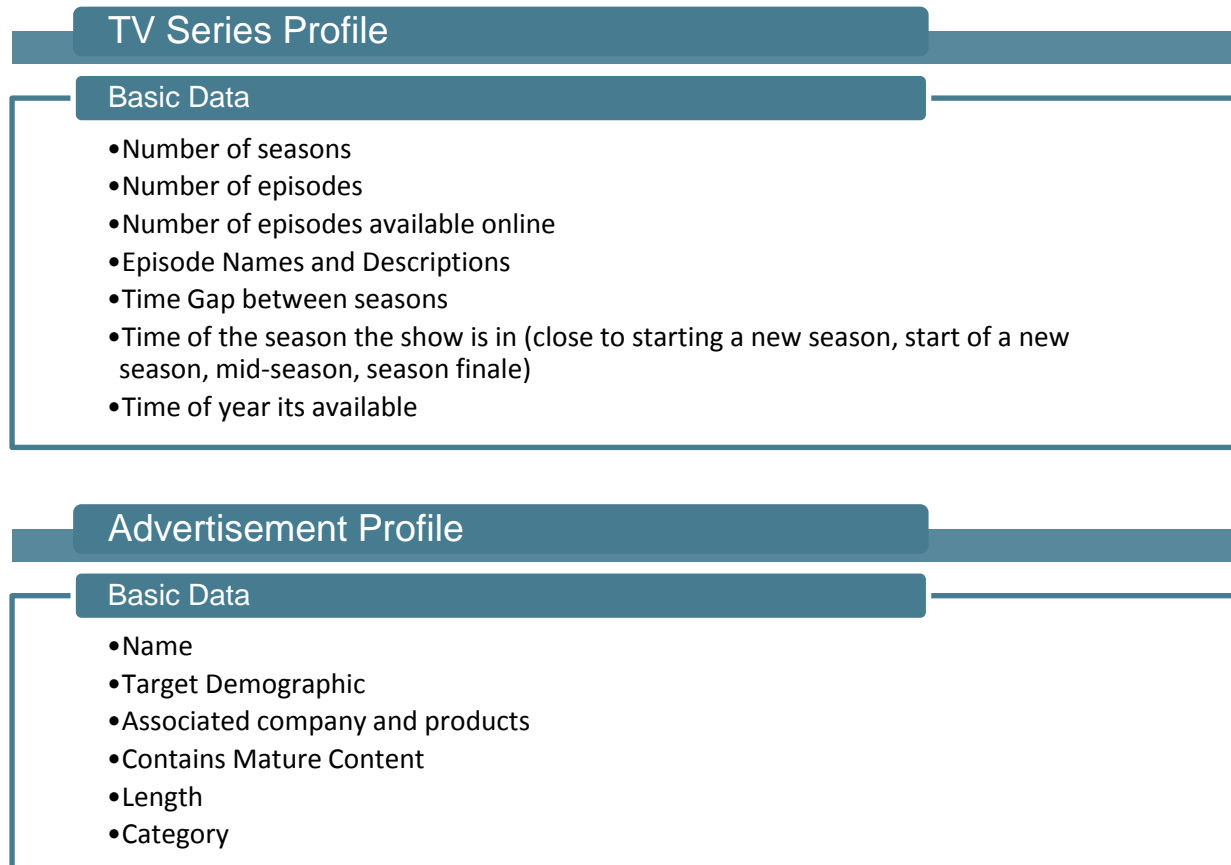 TV Series Profile
Basic Data
•Number of seasons
•Number of episodes
•Number of episodes available online
•Episode Names and Descriptions
•Time Gap between seasons
•Time of the season the show is in (close to starting a new season, start of a new
season, mid-season, season finale)
•Time of year its available
Advertisement Profile
Basic Data
•Name
•Target Demographic
•Associated company and products
•Contains Mature Content
•Length
•Category